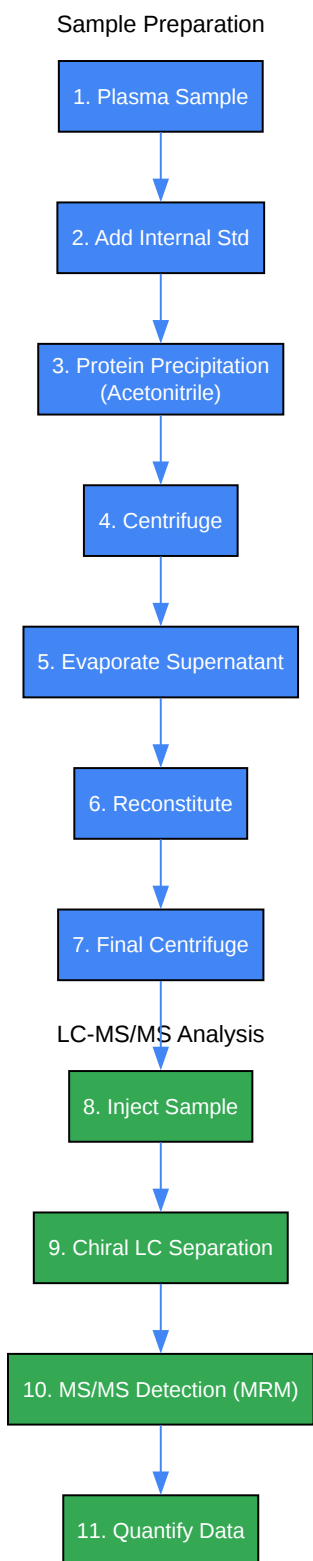 Sample Preparation
1. Plasma Sample
2. Add Internal Std
3. Protein Precipitation
(Acetonitrile)
4. Centrifuge
5. Evaporate Supernatant
6. Reconstitute
7. Final Centrifuge
LC-MS/MS Analysis
8. Inject Sample
9. Chiral LC Separation
10. MS/MS Detection (MRM)
11. Quantify Data